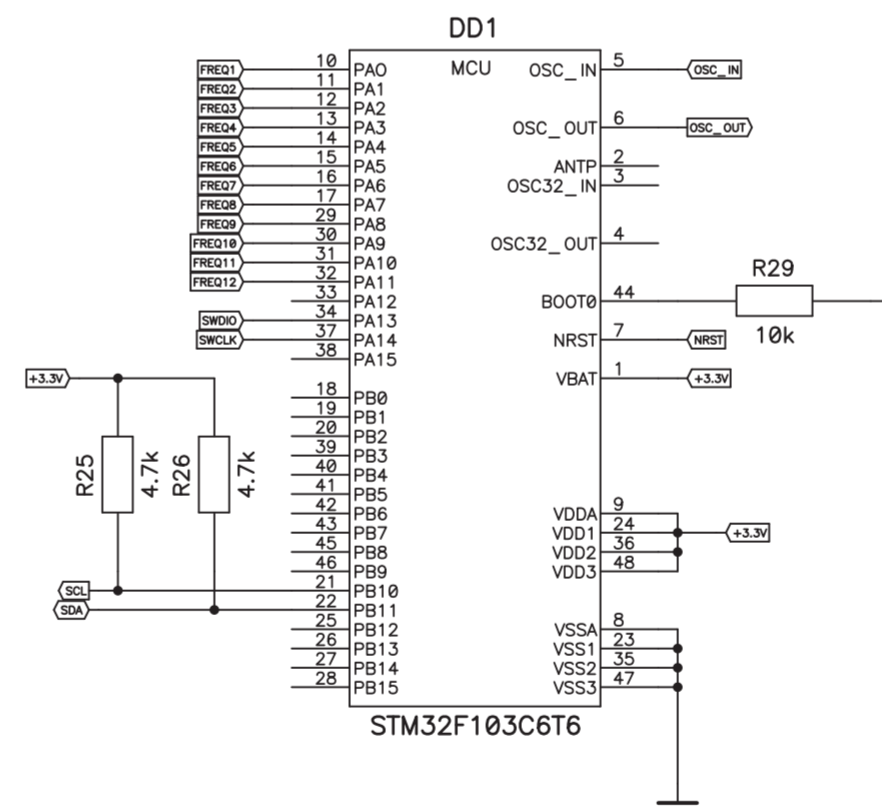 DD1
FREQ1 10 PA0 MCU OSC_IN 5 OSC_IN
FREQ2 11 PA1
FREQ3 12 PA2
FREQ4 13 PA3 OSC_OUT 6 OSC_OUT
FREQ5 14 PA4
FREQ6 15 PA5 ANTP 2
FREQ7 16 PA6 OSC32_IN 3
FREQ8 17 PA7
FREQ9 29 PA8
FREQ10 30 PA9 OSC32_OUT 4
FREQ11 31 PA10
FREQ12 32 PA11 R29
33 PA12 BOOT0 44
SWDIO 34 PA13 10k
SWCLK 37 PA14 NRST 7 NRST
38 PA15
+3.3V VBAT 1 +3.3V
18 PB0
19 PB1
20 PB2
39 PB3
R25 4.7k R26 4.7k 40 PB4
41 PB5
42 PB6 VDDA 9
43 PB7 VDD1 24 +3.3V
45 PB8 VDD2 36
46 PB9 VDD3 48
SCL 21 PB10
SDA 22 PB11
25 PB12 VSSA 8
26 PB13 VSS1 23
27 PB14 VSS2 35
28 PB15 VSS3 47
STM32F103C6T6